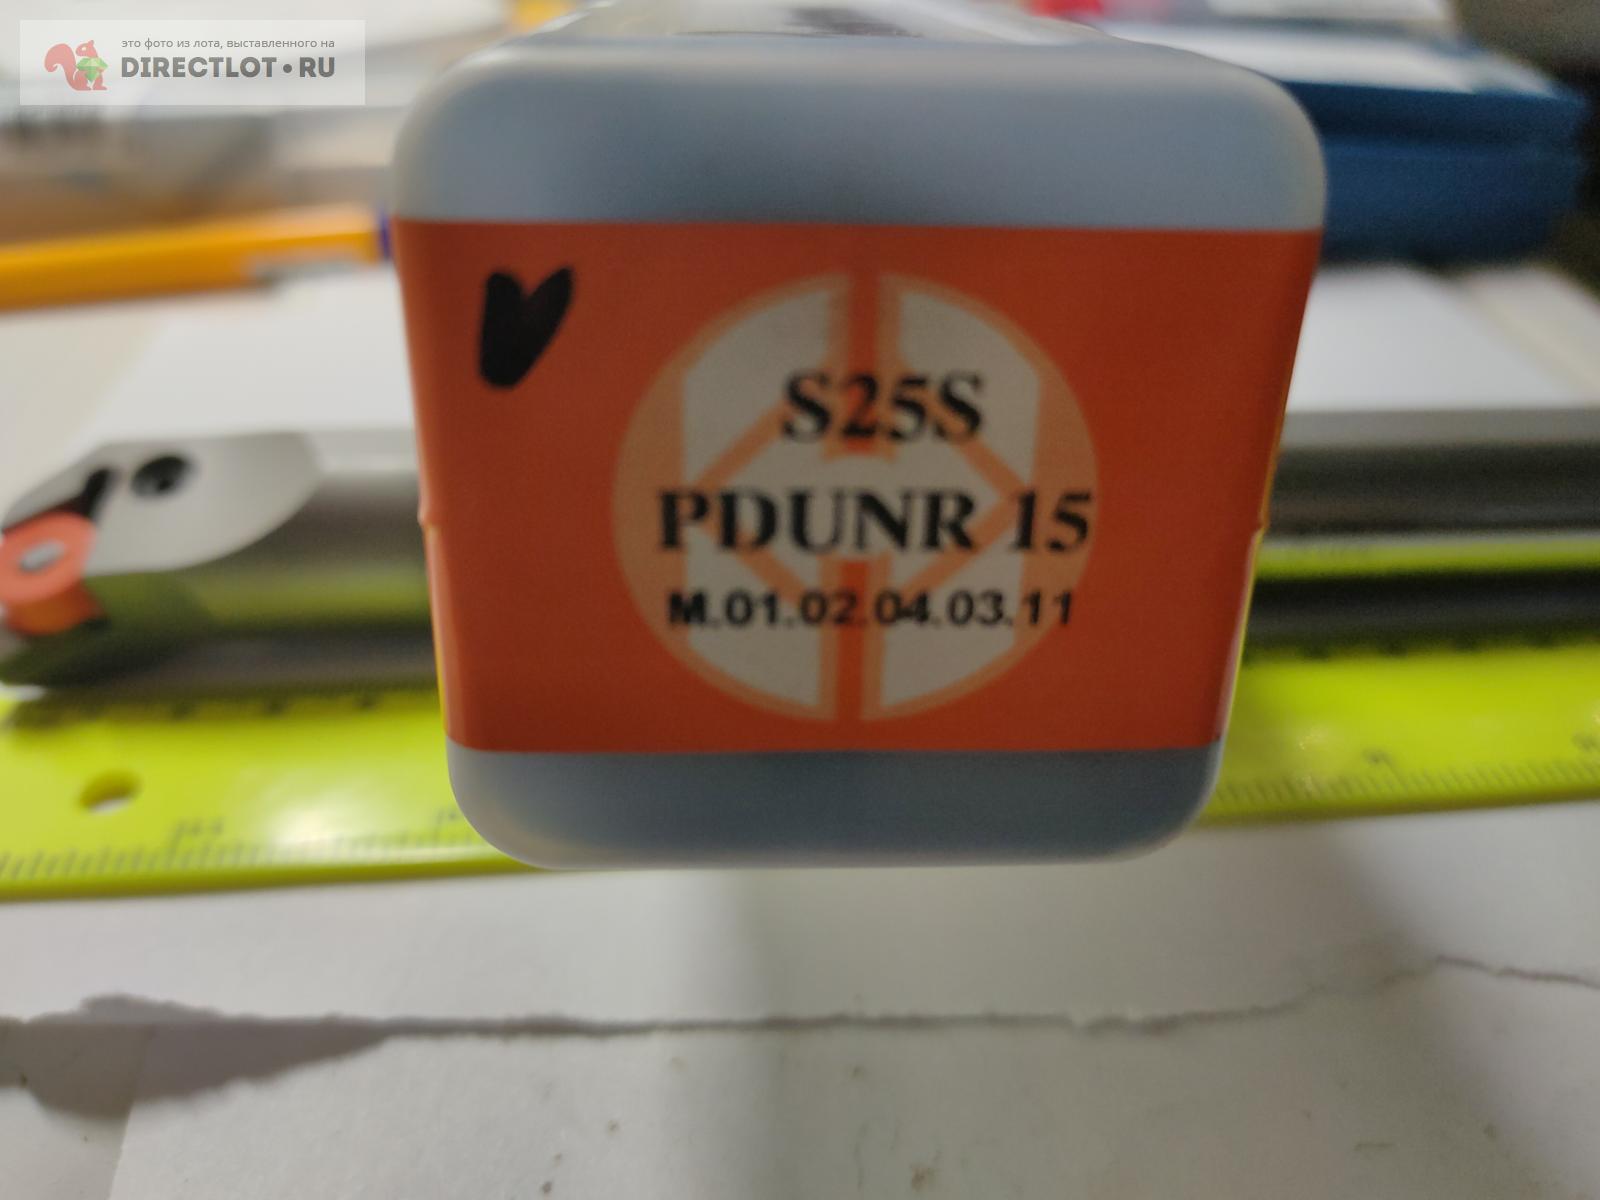 это фото из лота, выставленного на
DIRECTLOT•RU
S25S
PDUNR 15
M.01.02.04.03.11